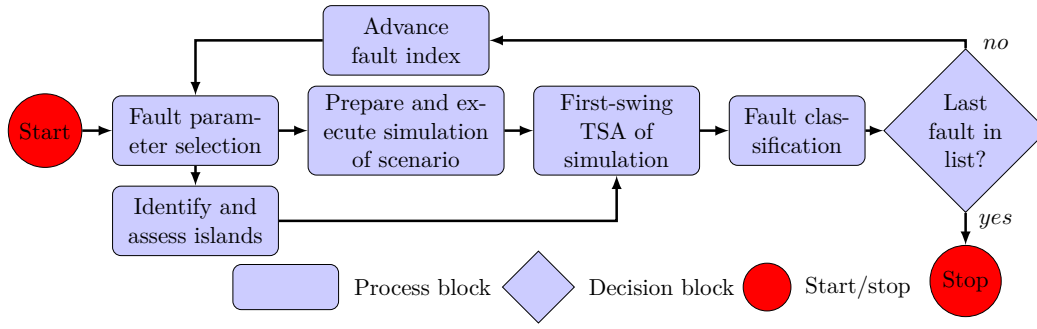 Advance
fault index
no
Start
Fault param-
eter selection
Prepare and ex-
ecute simulation
of scenario
First-swing
TSA of
simulation
Fault clas-
sification
Last
fault in
list?
Identify and
assess islands
yes
Process block
Decision block
Start/stop
Stop